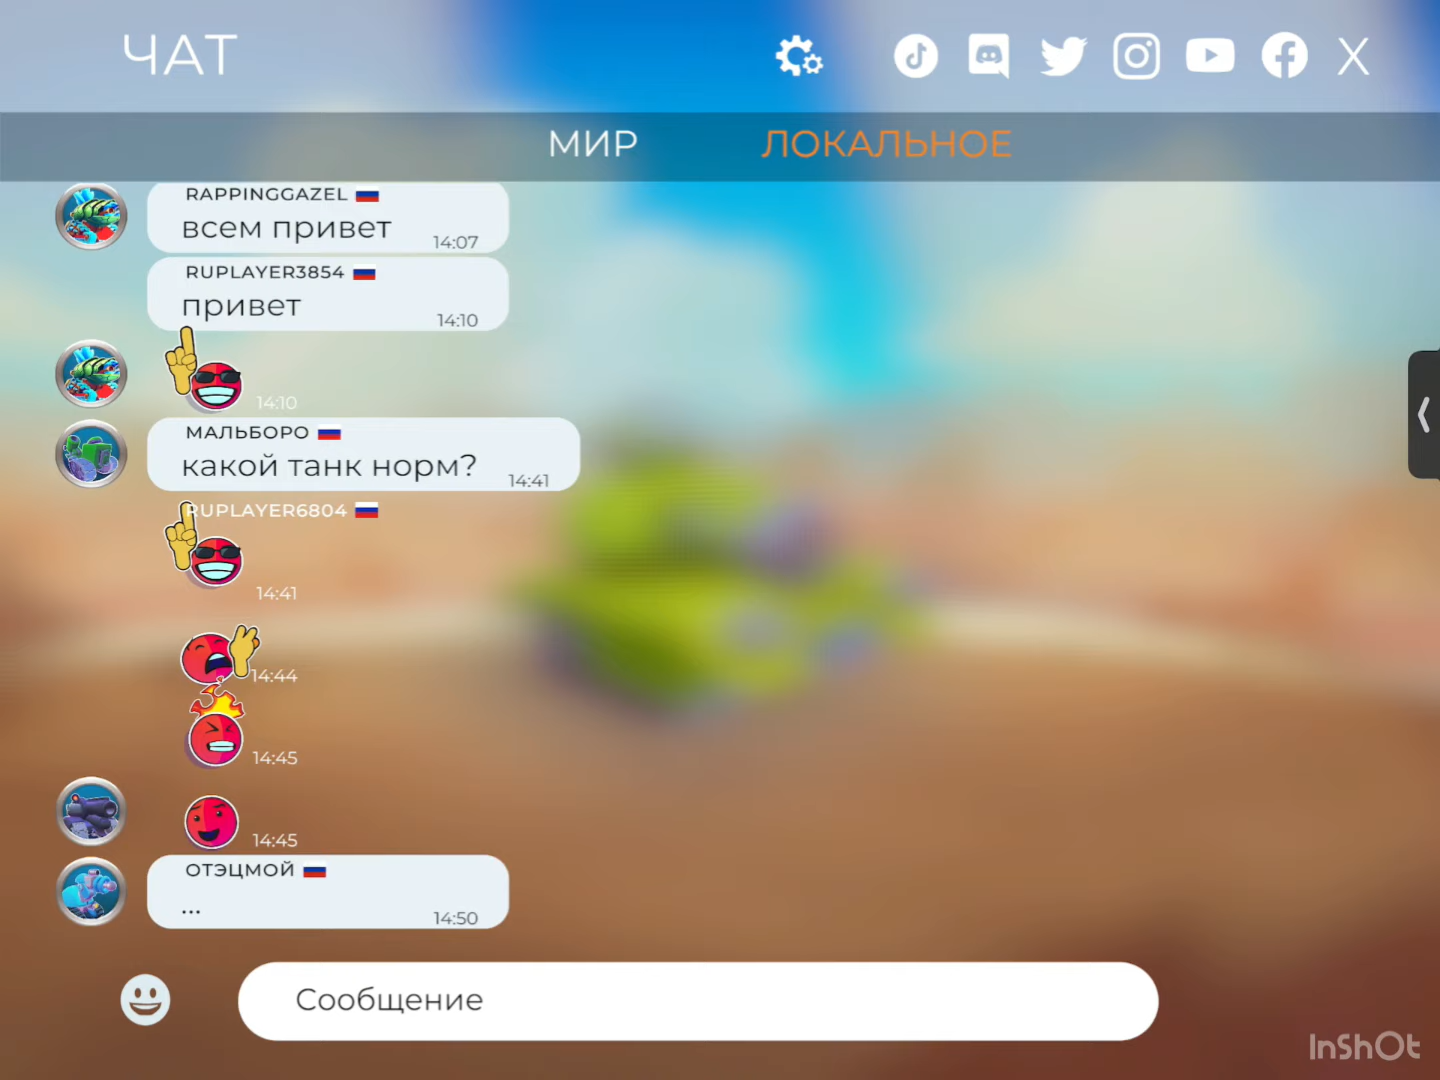 ЧАТ
X
МИР ЛОКАЛЬНОЕ
RAPPINGGAZEL
всем привет
14:07
RUPLAYER3854
привет
14:10
14:10
МАЛЬБОРО
какой танк норм?
14:41
RUPLAYER6804
14:41
14:44
14:45
14:45
ОТЭЦМОЙ
...
14:50
Сообщение
InShOt